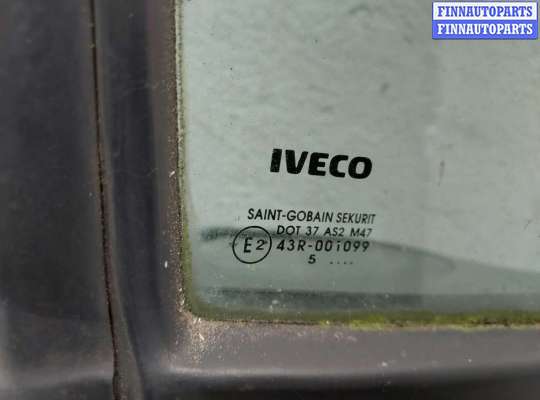 FINNAUTOPARTS
FINNAUTOPARTS
IVECO
SAINT-GOBAIN SEKURIT
DOT 37 AS2 M47
E2 43R-001099
5 ....